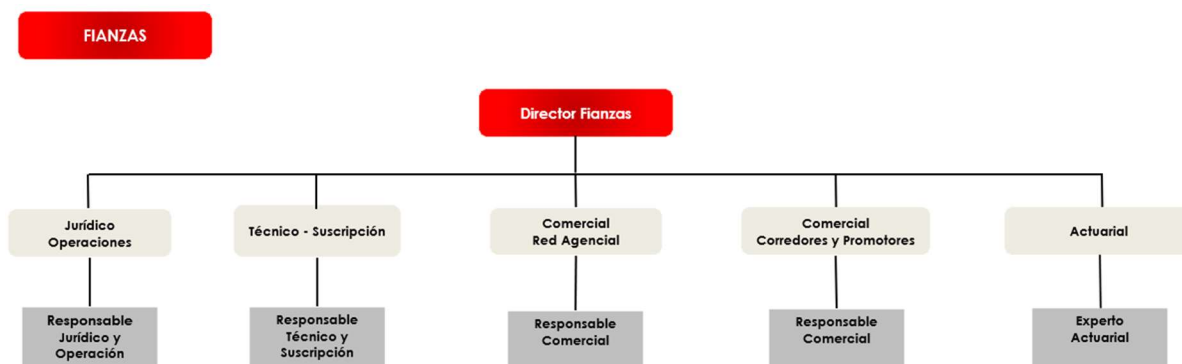 FIANZAS
Director Fianzas
Jurídico
Operaciones
Técnico - Suscripción
Comercial
Red Agencial
Comercial
Corredores y Promotores
Actuarial
Responsable
Jurídico y
Operación
Responsable
Técnico y
Suscripción
Responsable
Comercial
Responsable
Comercial
Experto
Actuarial